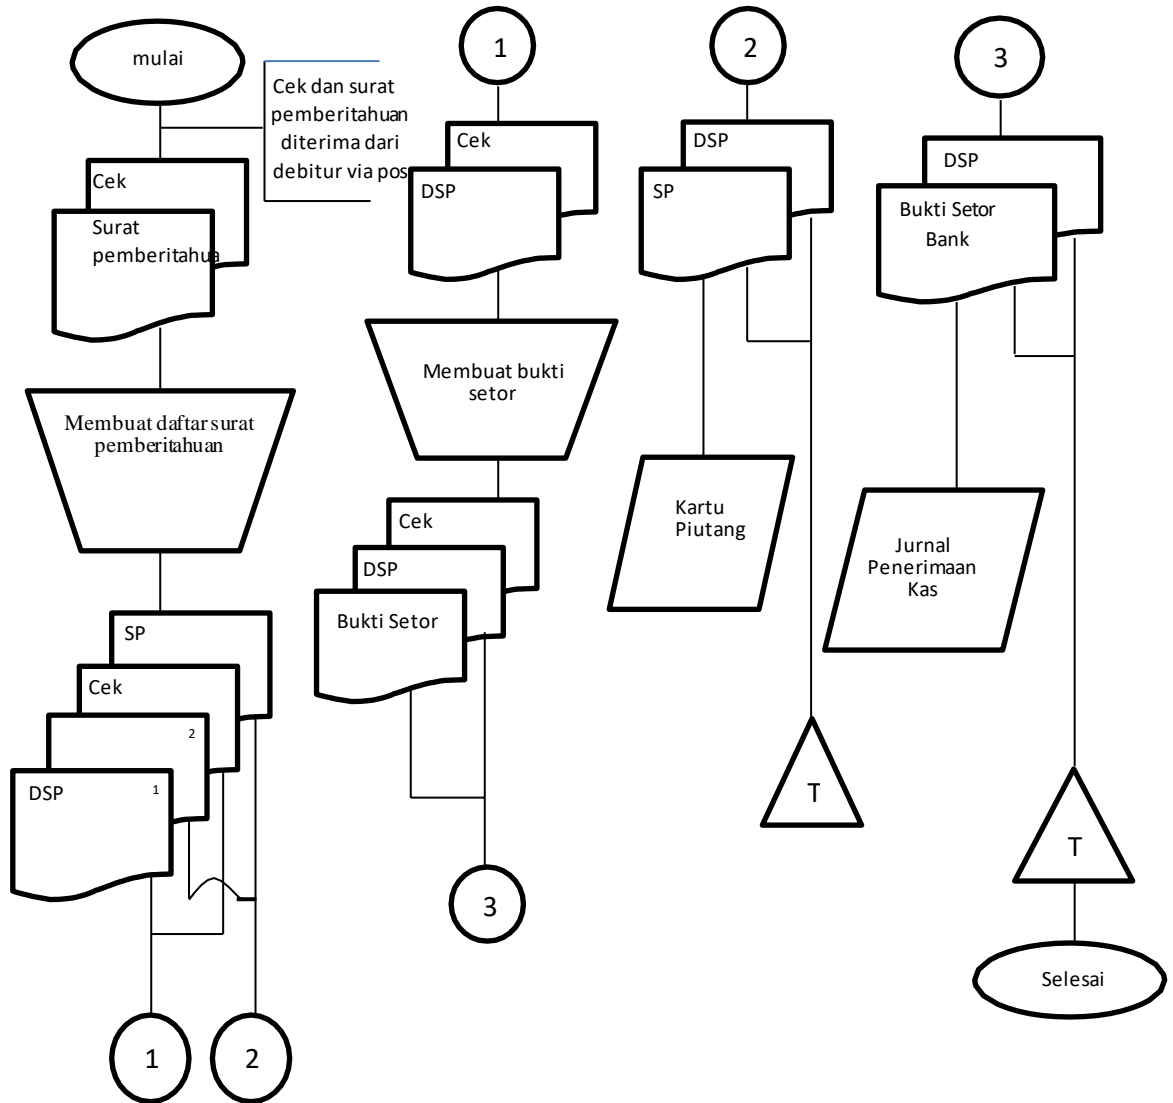 mulai
Cek dan surat
pemberitahuan
diterima dari
debitur via pos
Cek
Surat
pemberitahua
Membuat daftar surat
pemberitahuan
SP
Cek
2
DSP
1
1
2
1
Cek
DSP
Membuat bukti
setor
Cek
DSP
Bukti Setor
3
2
DSP
SP
Kartu
Piutang
T
3
DSP
Bukti Setor
Bank
Jurnal
Penerimaan
Kas
T
Selesai